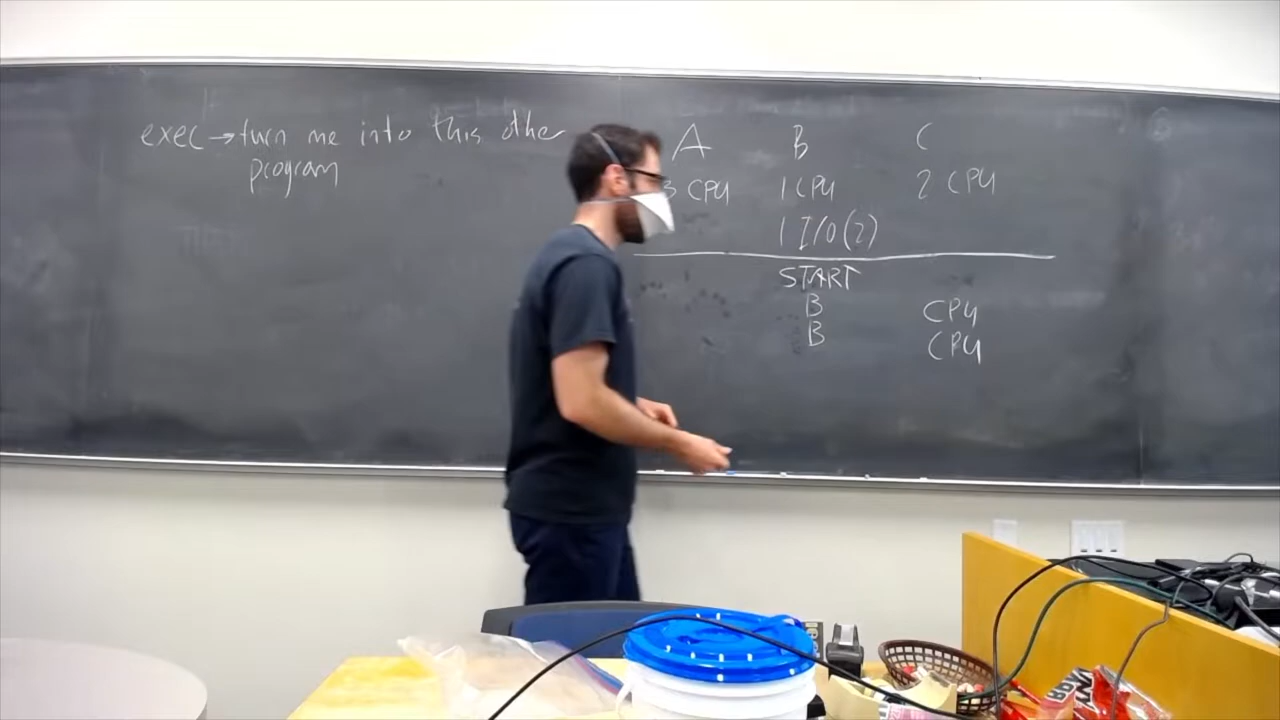 exec → turn me into this other
program
A B C
3 CPU 1 CPU 2 CPU
1 I/O (2)
START
B CPU
B CPU